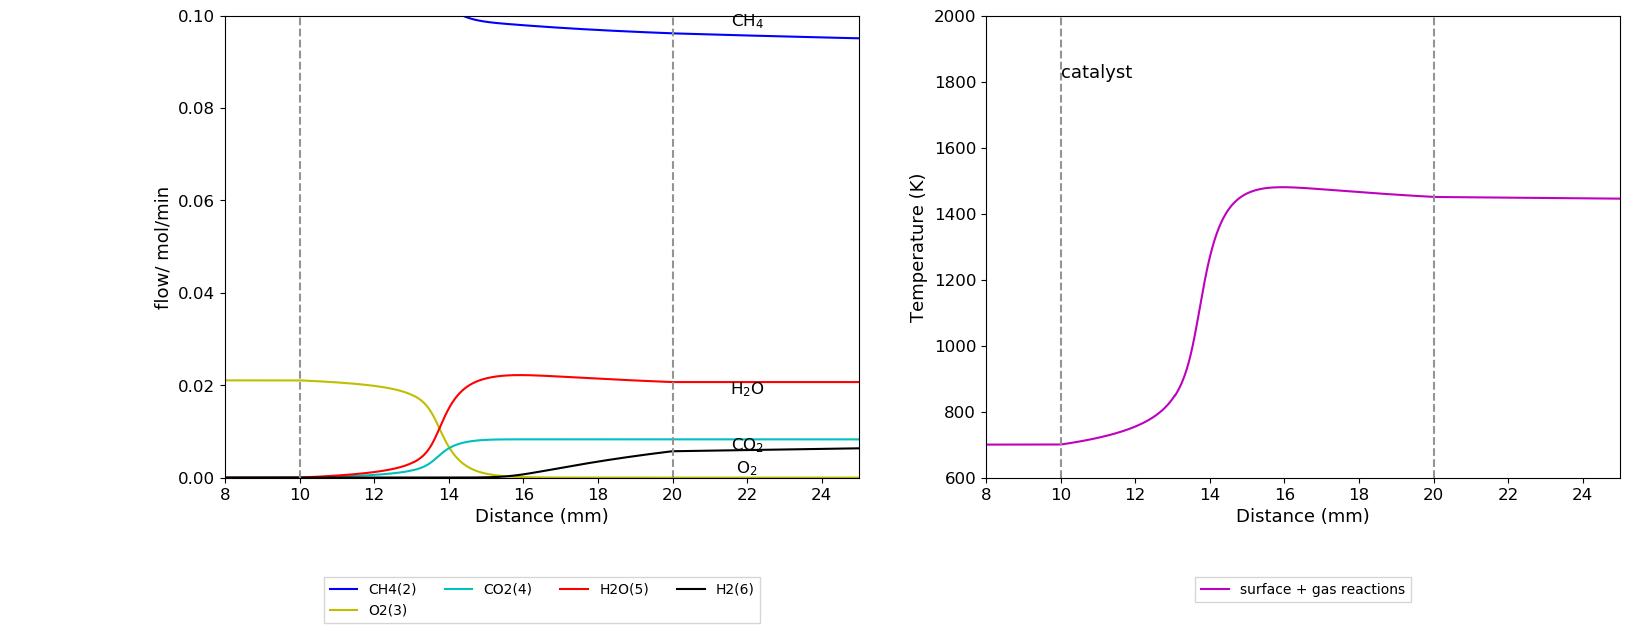 0.10
0.08
0.06
0.04
0.02
0.00
flow/ mol/min
CH₄
H₂O
CO₂
O₂
8 10 12 14 16 18 20 22 24
Distance (mm)
CH4(2) CO2(4) H2O(5) H2(6)
O2(3)
2000
1800
1600
1400
1200
1000
800
600
Temperature (K)
catalyst
8 10 12 14 16 18 20 22 24
Distance (mm)
surface + gas reactions